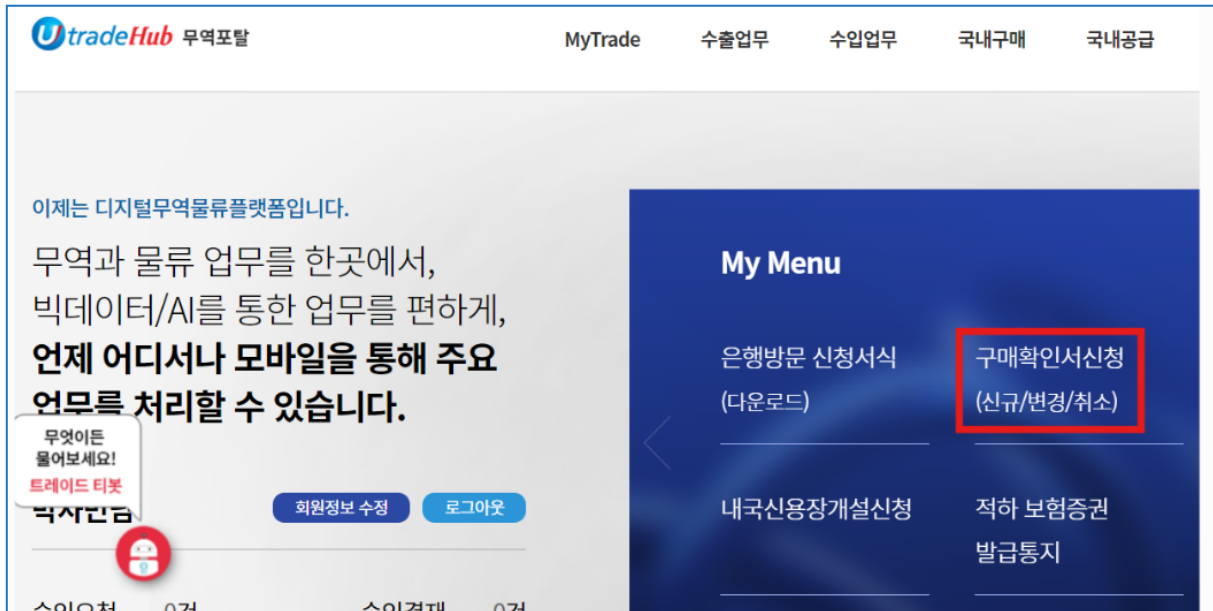 UtradeHub 무역포탈
MyTrade 수출업무 수입업무 국내구매 국내공급
이제는 디지털무역물류플랫폼입니다.
무역과 물류 업무를 한곳에서,
빅데이터/AI를 통한 업무를 편하게,
언제 어디서나 모바일을 통해 주요
업무를 처리할 수 있습니다.
무엇이든
물어보세요!
트레이드 티봇
회원정보 수정 로그아웃
My Menu
은행방문 신청서식
(다운로드)
구매확인서신청
(신규/변경/취소)
내국신용장개설신청
적하 보험증권
발급통지